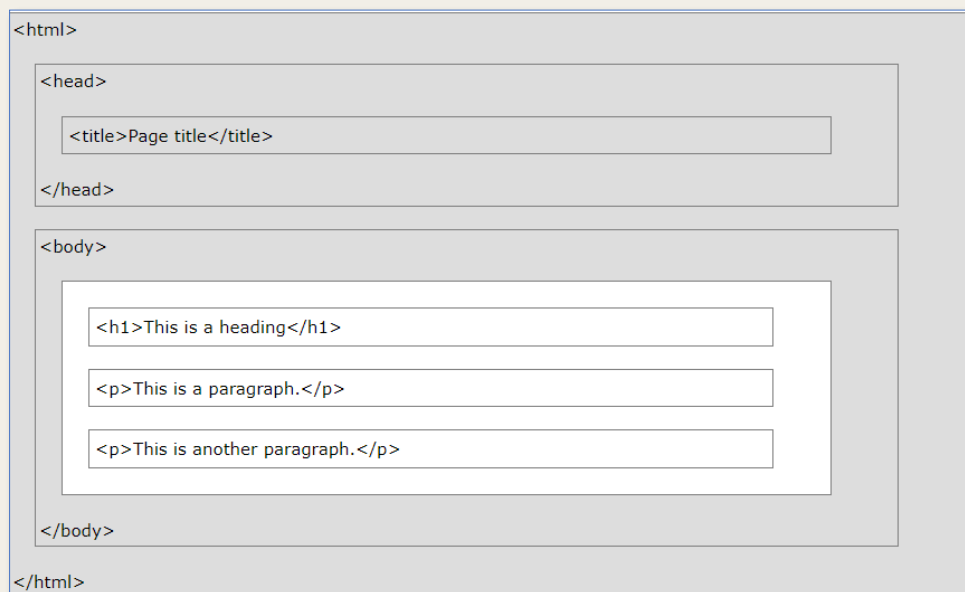 <html>
<head>
<title>Page title</title>
</head>
<body>
<h1>This is a heading</h1>
<p>This is a paragraph.</p>
<p>This is another paragraph.</p>
</body>
</html>